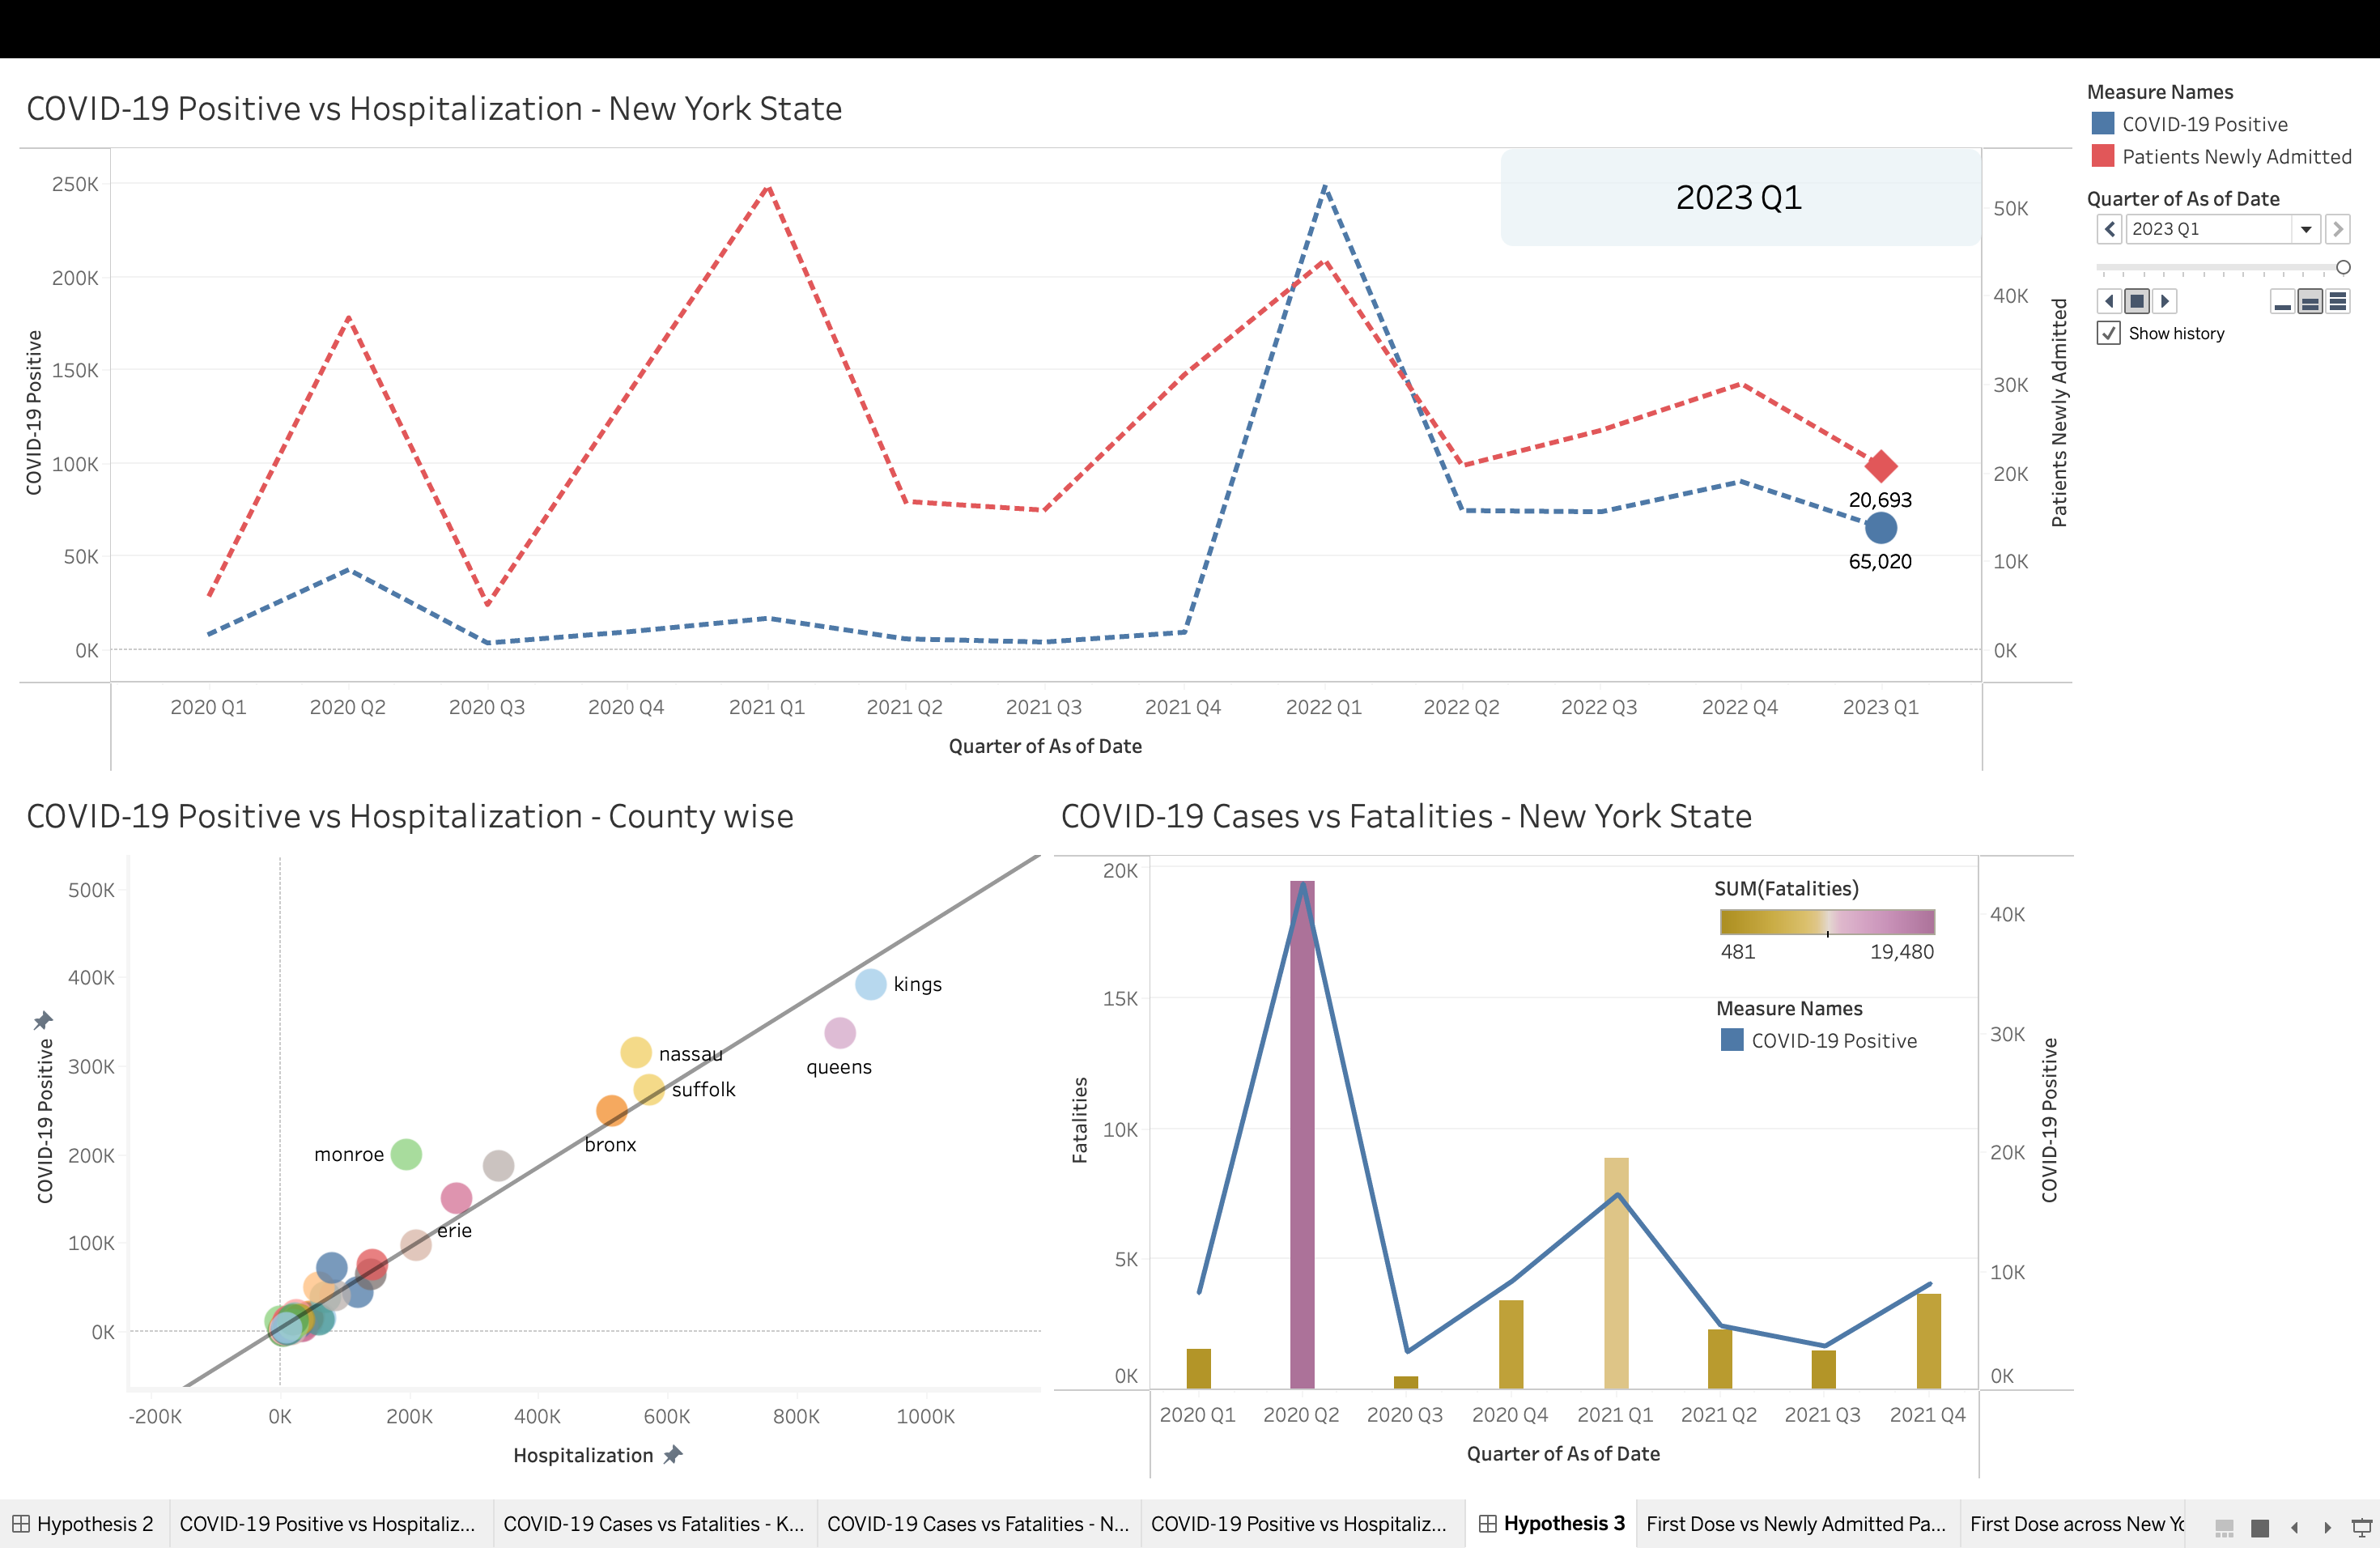 COVID-19 Positive vs Hospitalization - New York State
Measure Names
COVID-19 Positive
Patients Newly Admitted
Quarter of As of Date
2023 Q1
Show history
2023 Q1
COVID-19 Positive
250K
200K
150K
100K
50K
0K
Patients Newly Admitted
50K
40K
30K
20K
10K
0K
20,693
65,020
2020 Q1 2020 Q2 2020 Q3 2020 Q4 2021 Q1 2021 Q2 2021 Q3 2021 Q4 2022 Q1 2022 Q2 2022 Q3 2022 Q4 2023 Q1
Quarter of As of Date
COVID-19 Positive vs Hospitalization - County wise
COVID-19 Positive
500K
400K
300K
200K
100K
0K
kings
queens
nassau
suffolk
bronx
monroe
erie
-200K 0K 200K 400K 600K 800K 1000K
Hospitalization
COVID-19 Cases vs Fatalities - New York State
Fatalities
20K
15K
10K
5K
0K
SUM(Fatalities)
481 19,480
Measure Names
COVID-19 Positive
COVID-19 Positive
40K
30K
20K
10K
0K
2020 Q1 2020 Q2 2020 Q3 2020 Q4 2021 Q1 2021 Q2 2021 Q3 2021 Q4
Quarter of As of Date
Hypothesis 2 COVID-19 Positive vs Hospitaliz... COVID-19 Cases vs Fatalities - K... COVID-19 Cases vs Fatalities - N... COVID-19 Positive vs Hospitaliz... Hypothesis 3 First Dose vs Newly Admitted Pa... First Dose across New Yo